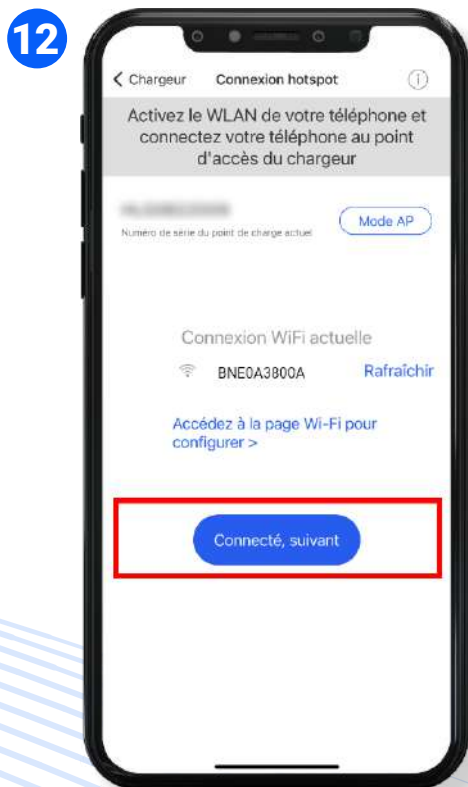 12
Chargeur Connexion hotspot
Activez le WLAN de votre téléphone et
connectez votre téléphone au point
d'accès du chargeur
Numéro de série du point de charge actuel
Mode AP
Connexion WiFi actuelle
BNE0A3800A Rafraîchir
Accédez à la page Wi-Fi pour
configurer >
Connecté, suivant